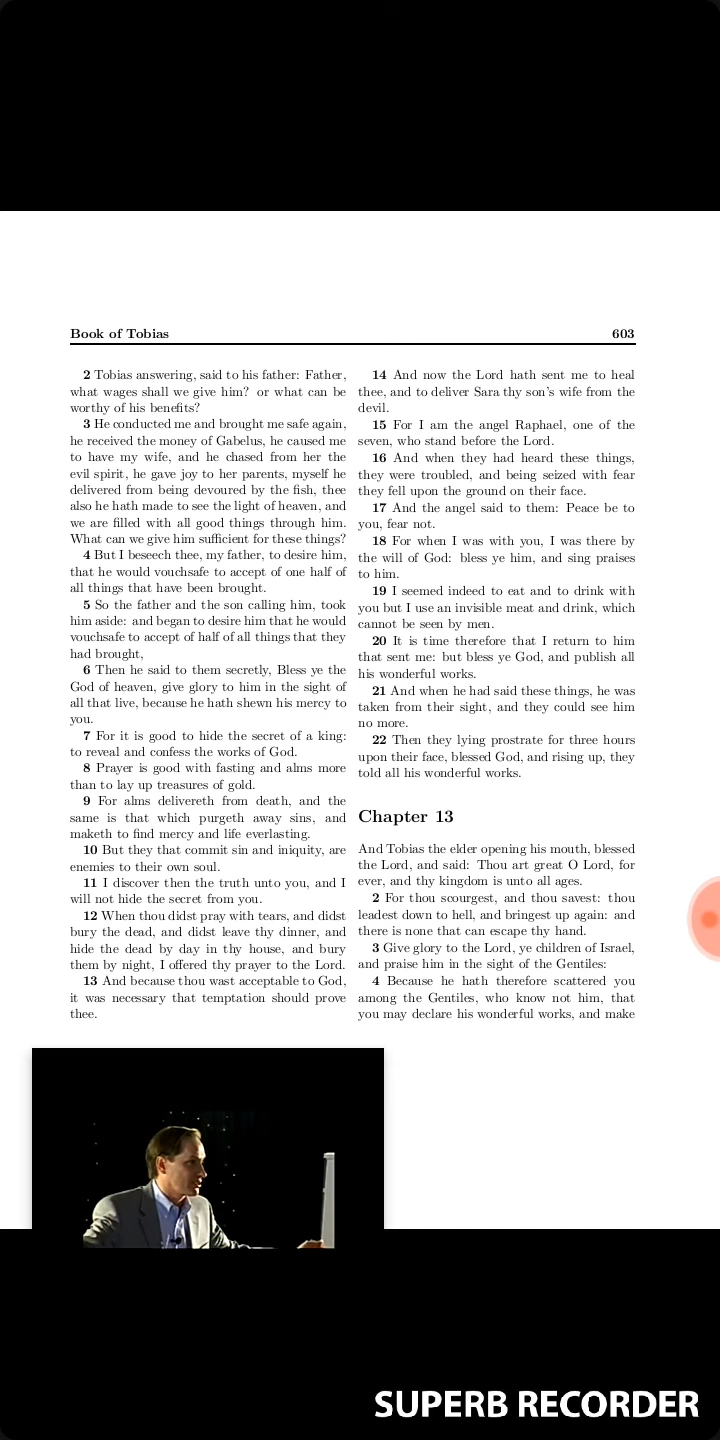 Book of Tobias 603
2 Tobias answering, said to his father: Father,
what wages shall we give him? or what can be
worthy of his benefits?
3 He conducted me and brought me safe again,
he received the money of Gabelus, he caused me
to have my wife, and he chased from her the
evil spirit, he gave joy to her parents, myself he
delivered from being devoured by the fish, thee
also he hath made to see the light of heaven, and
we are filled with all good things through him.
What can we give him sufficient for these things?
4 But I beseech thee, my father, to desire him,
that he would vouchsafe to accept of one half of
all things that have been brought.
5 So the father and the son calling him, took
him aside: and began to desire him that he would
vouchsafe to accept of half of all things that they
had brought,
6 Then he said to them secretly, Bless ye the
God of heaven, give glory to him in the sight of
all that live, because he hath shewn his mercy to
you.
7 For it is good to hide the secret of a king:
to reveal and confess the works of God.
8 Prayer is good with fasting and alms more
than to lay up treasures of gold.
9 For alms delivereth from death, and the
same is that which purgeth away sins, and
maketh to find mercy and life everlasting.
10 But they that commit sin and iniquity, are
enemies to their own soul.
11 I discover then the truth unto you, and I
will not hide the secret from you.
12 When thou didst pray with tears, and didst
bury the dead, and didst leave thy dinner, and
hide the dead by day in thy house, and bury
them by night, I offered thy prayer to the Lord.
13 And because thou wast acceptable to God,
it was necessary that temptation should prove
thee.
14 And now the Lord hath sent me to heal
thee, and to deliver Sara thy son's wife from the
devil.
15 For I am the angel Raphael, one of the
seven, who stand before the Lord.
16 And when they had heard these things,
they were troubled, and being seized with fear
they fell upon the ground on their face.
17 And the angel said to them: Peace be to
you, fear not.
18 For when I was with you, I was there by
the will of God: bless ye him, and sing praises
to him.
19 I seemed indeed to eat and to drink with
you but I use an invisible meat and drink, which
cannot be seen by men.
20 It is time therefore that I return to him
that sent me: but bless ye God, and publish all
his wonderful works.
21 And when he had said these things, he was
taken from their sight, and they could see him
no more.
22 Then they lying prostrate for three hours
upon their face, blessed God, and rising up, they
told all his wonderful works.
Chapter 13
And Tobias the elder opening his mouth, blessed
the Lord, and said: Thou art great O Lord, for
ever, and thy kingdom is unto all ages.
2 For thou scourgest, and thou savest: thou
leadest down to hell, and bringest up again: and
there is none that can escape thy hand.
3 Give glory to the Lord, ye children of Israel,
and praise him in the sight of the Gentiles:
4 Because he hath therefore scattered you
among the Gentiles, who know not him, that
you may declare his wonderful works, and make
SUPERB RECORDER